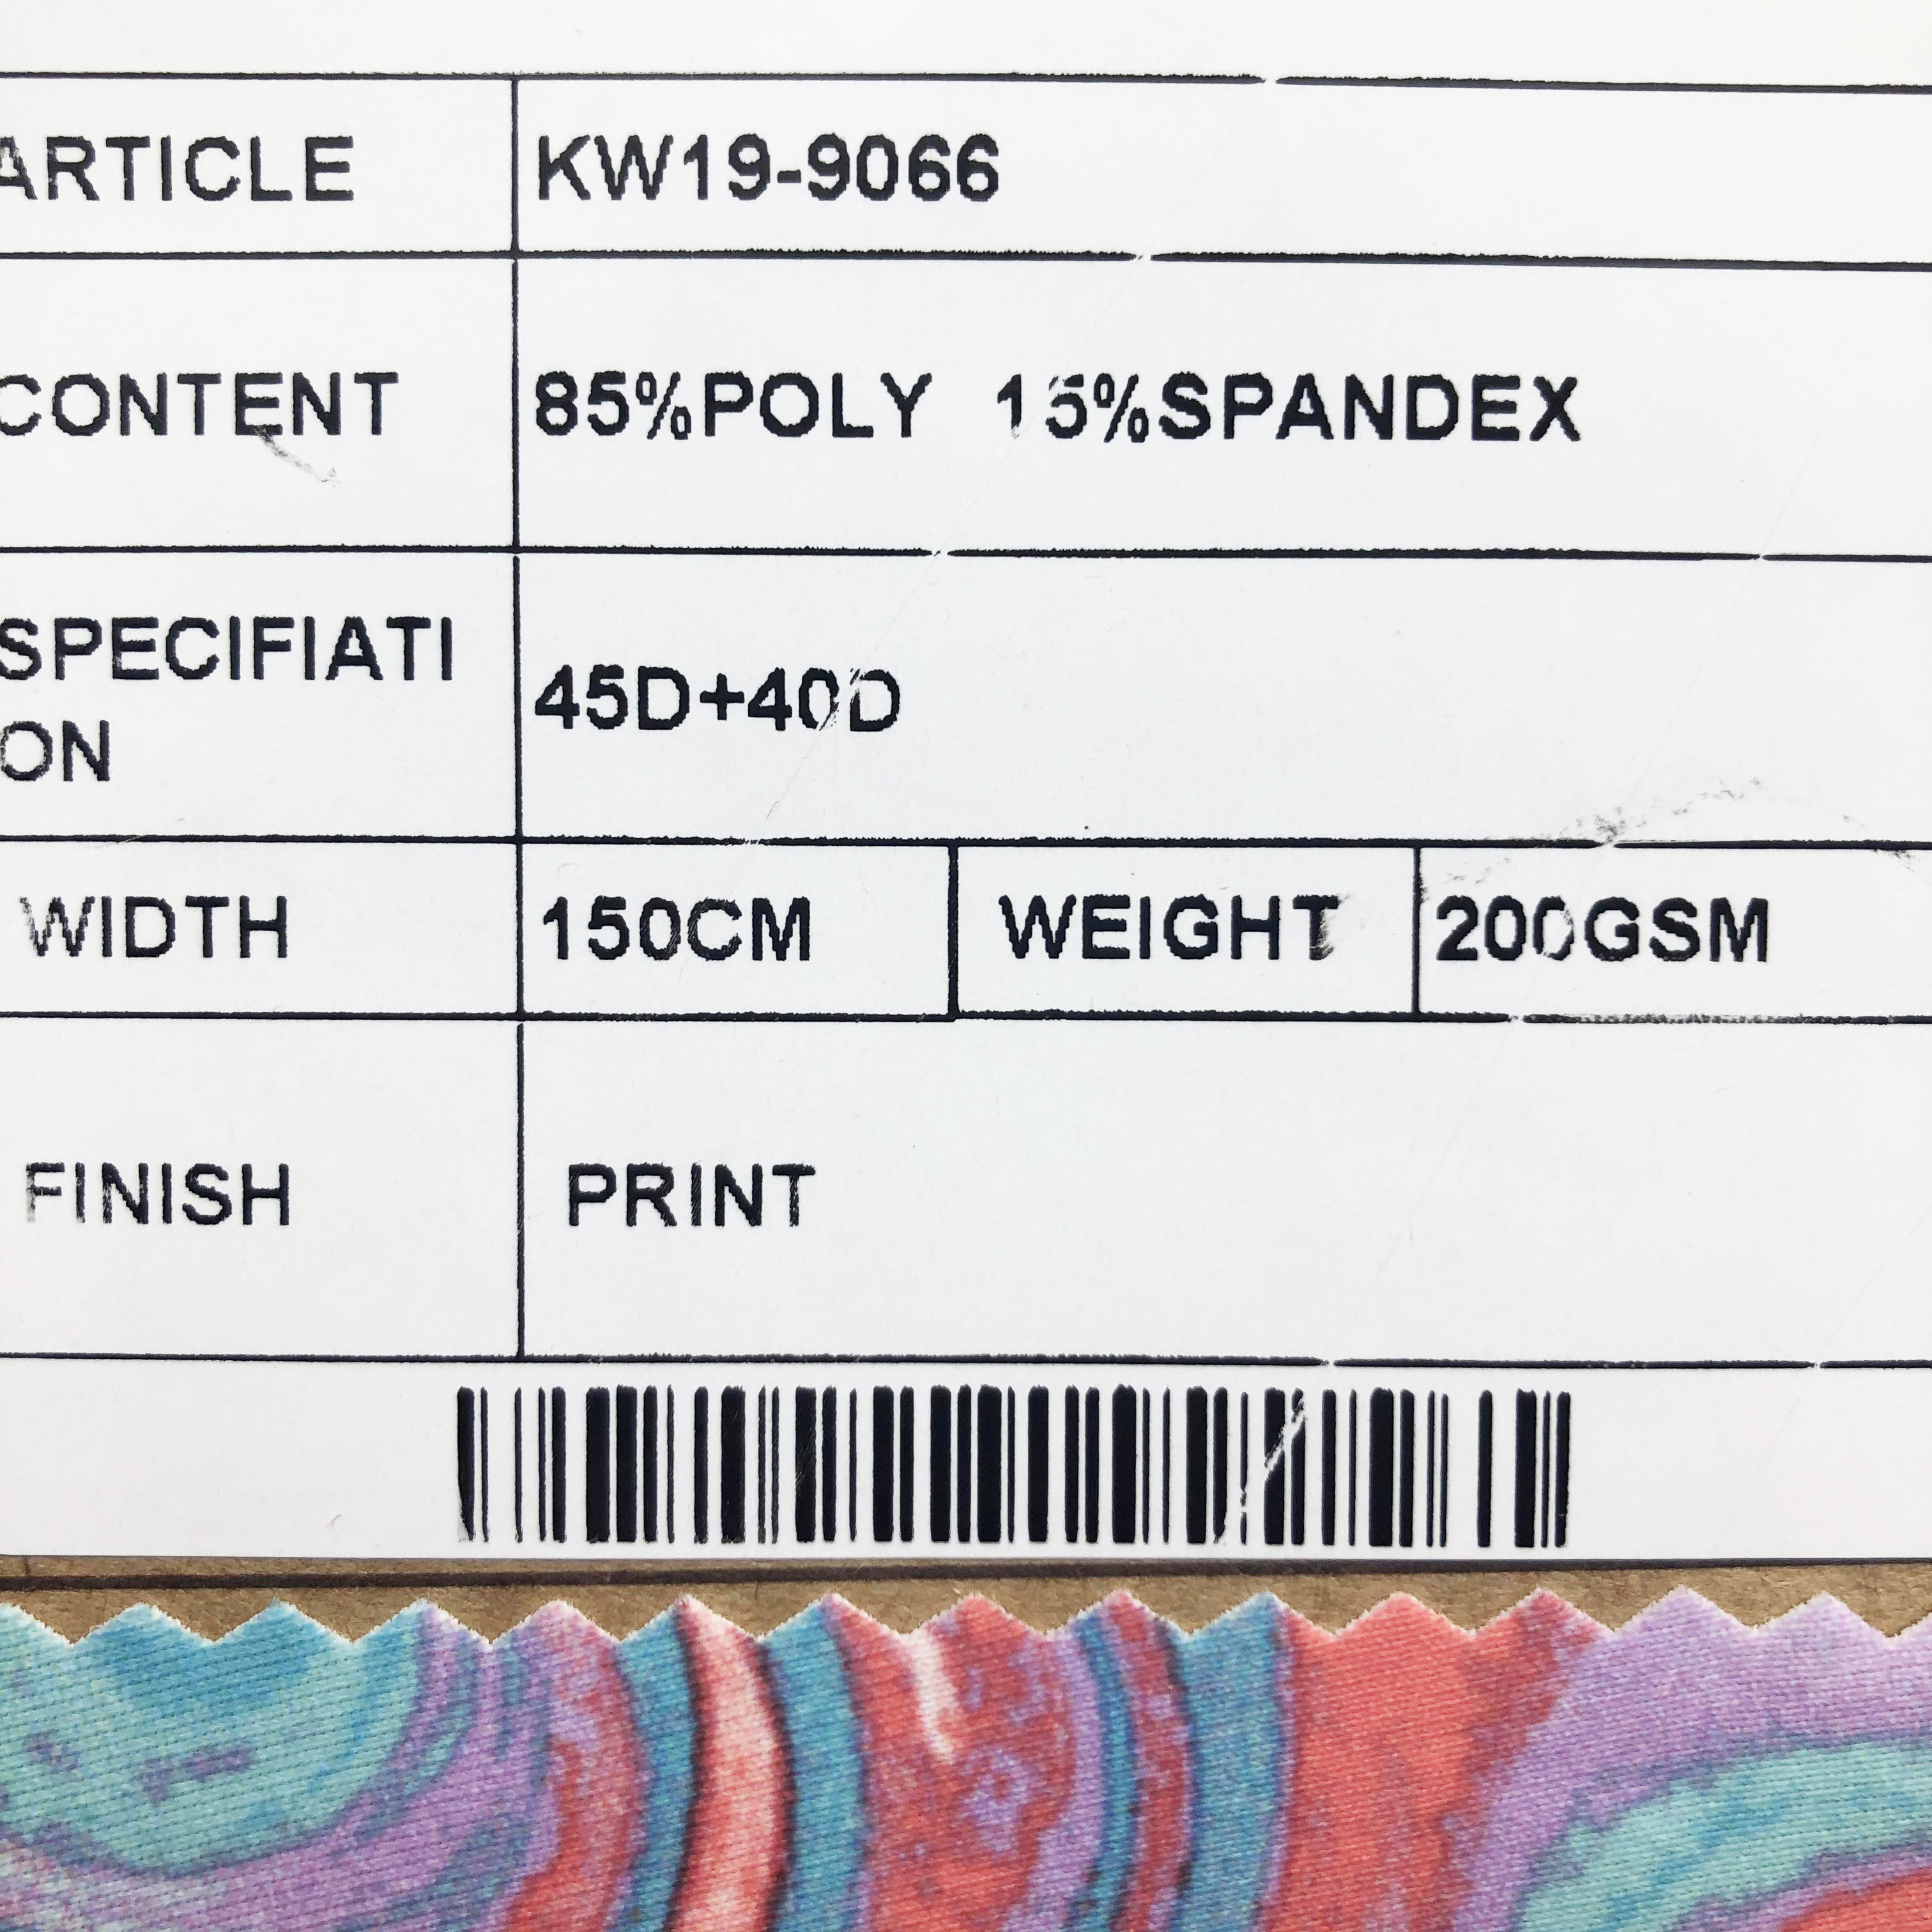 ARTICLE KW19-9066
CONTENT 85%POLY 15%SPANDEX
SPECIFIATI
ON
45D+40D
WIDTH 150CM WEIGHT 200GSM
FINISH PRINT